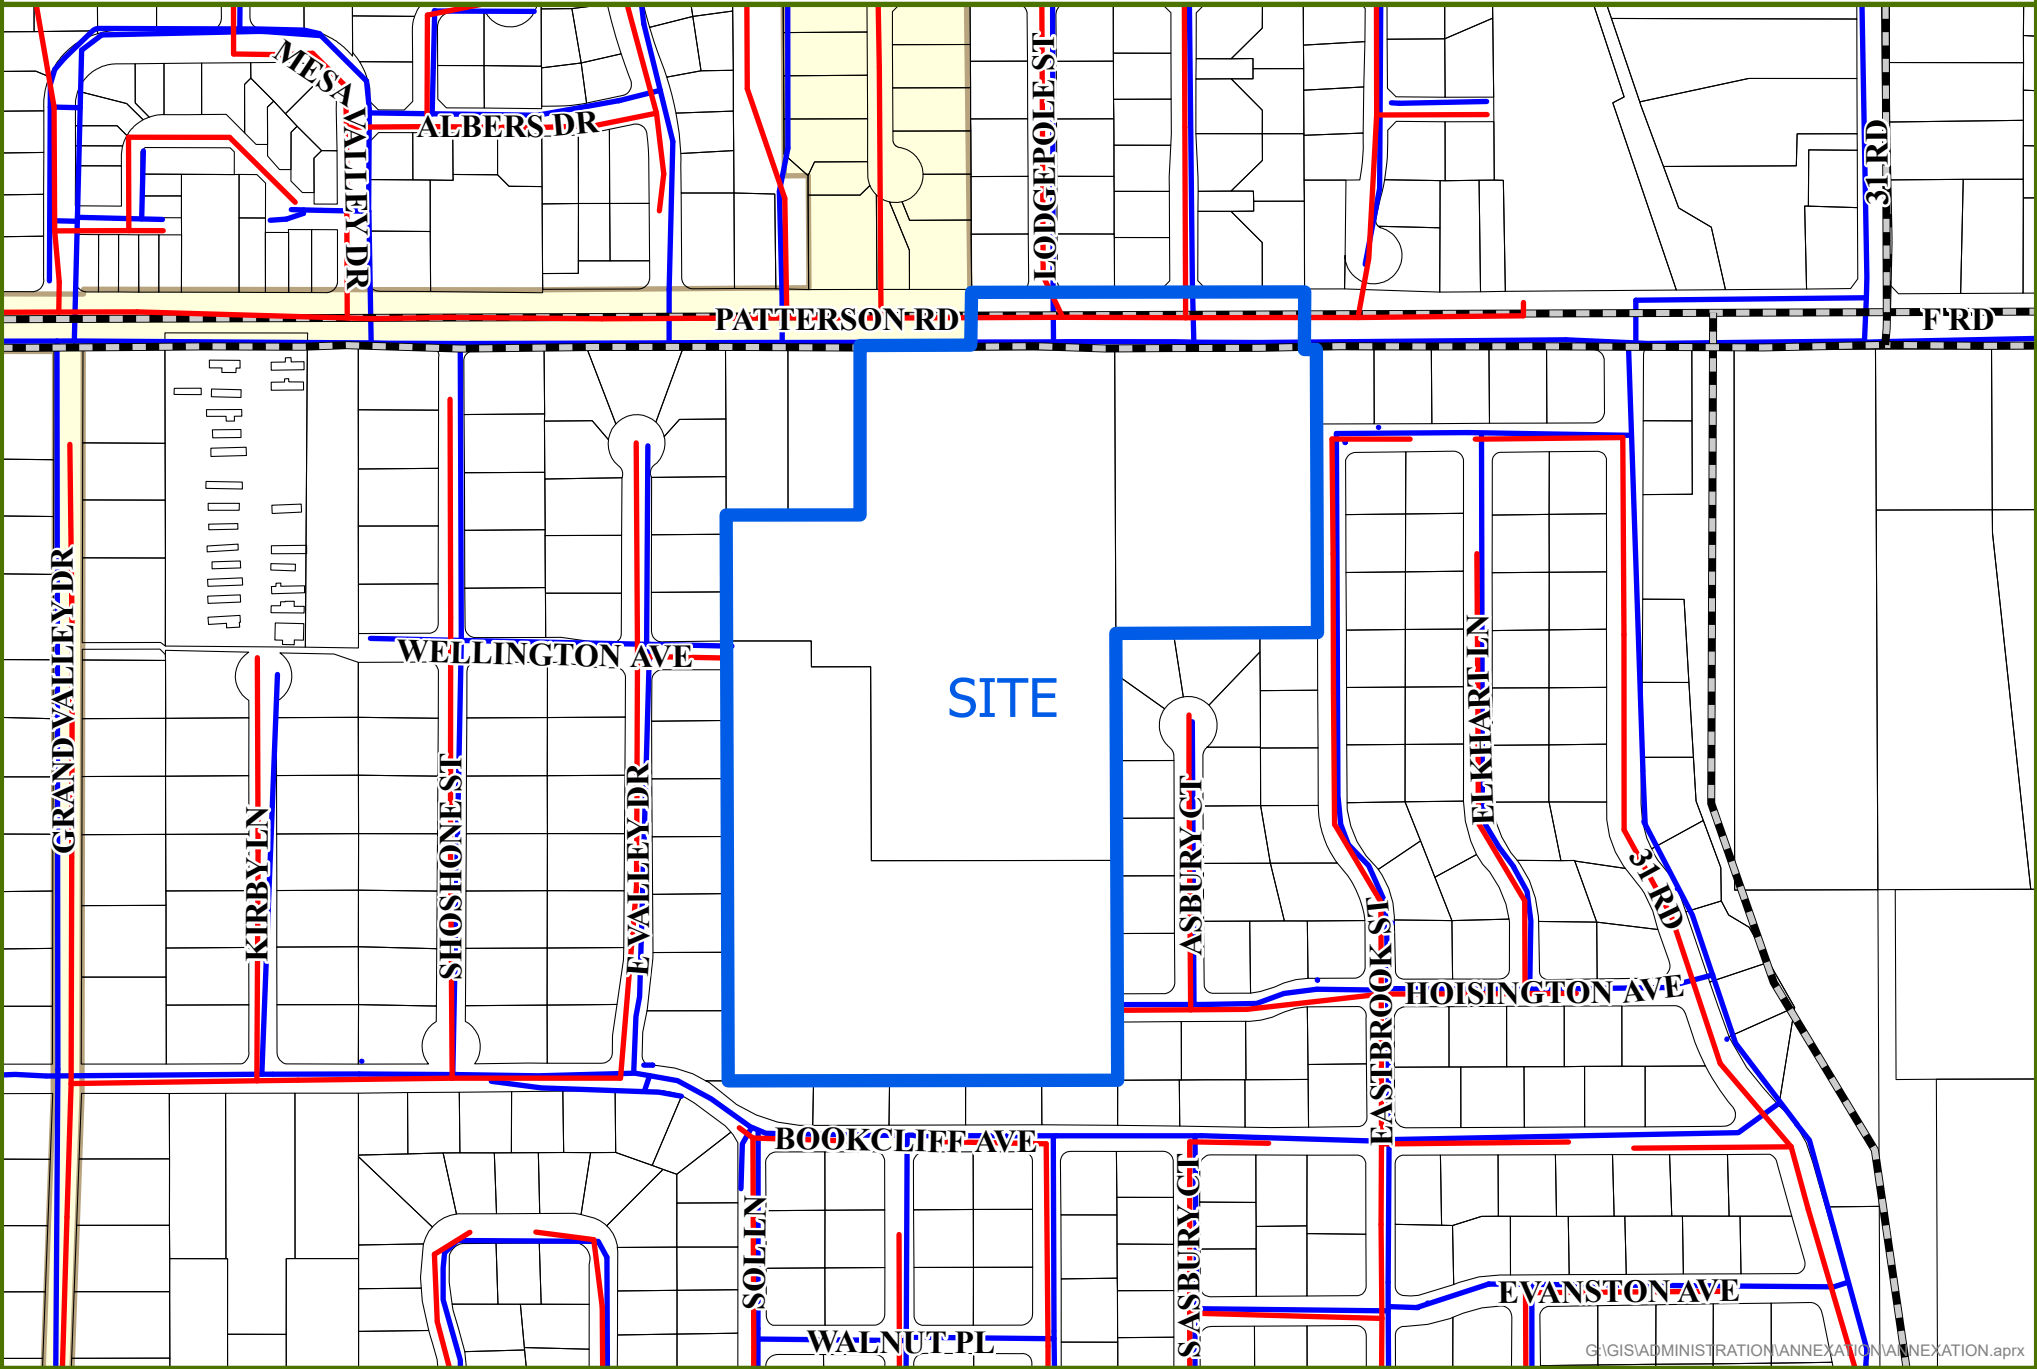 MESA VALLEY DR
ALBERS DR
LODGEPOLE ST
31 RD
PATTERSON RD
F RD
GRAND VALLEY DR
WELLINGTON AVE
SITE
KIRBY LN
SHOSHONE ST
E VALLEY DR
ASBURY CT
ELKHART LN
31 RD
EASTBROOK ST
HOISINGTON AVE
BOOKCLIFF AVE
SOL LN
S ASBURY CT
EVANSTON AVE
WALNUT PL
G:\GIS\ADMINISTRATION\ANNEXATION\ANNEXATION.aprx